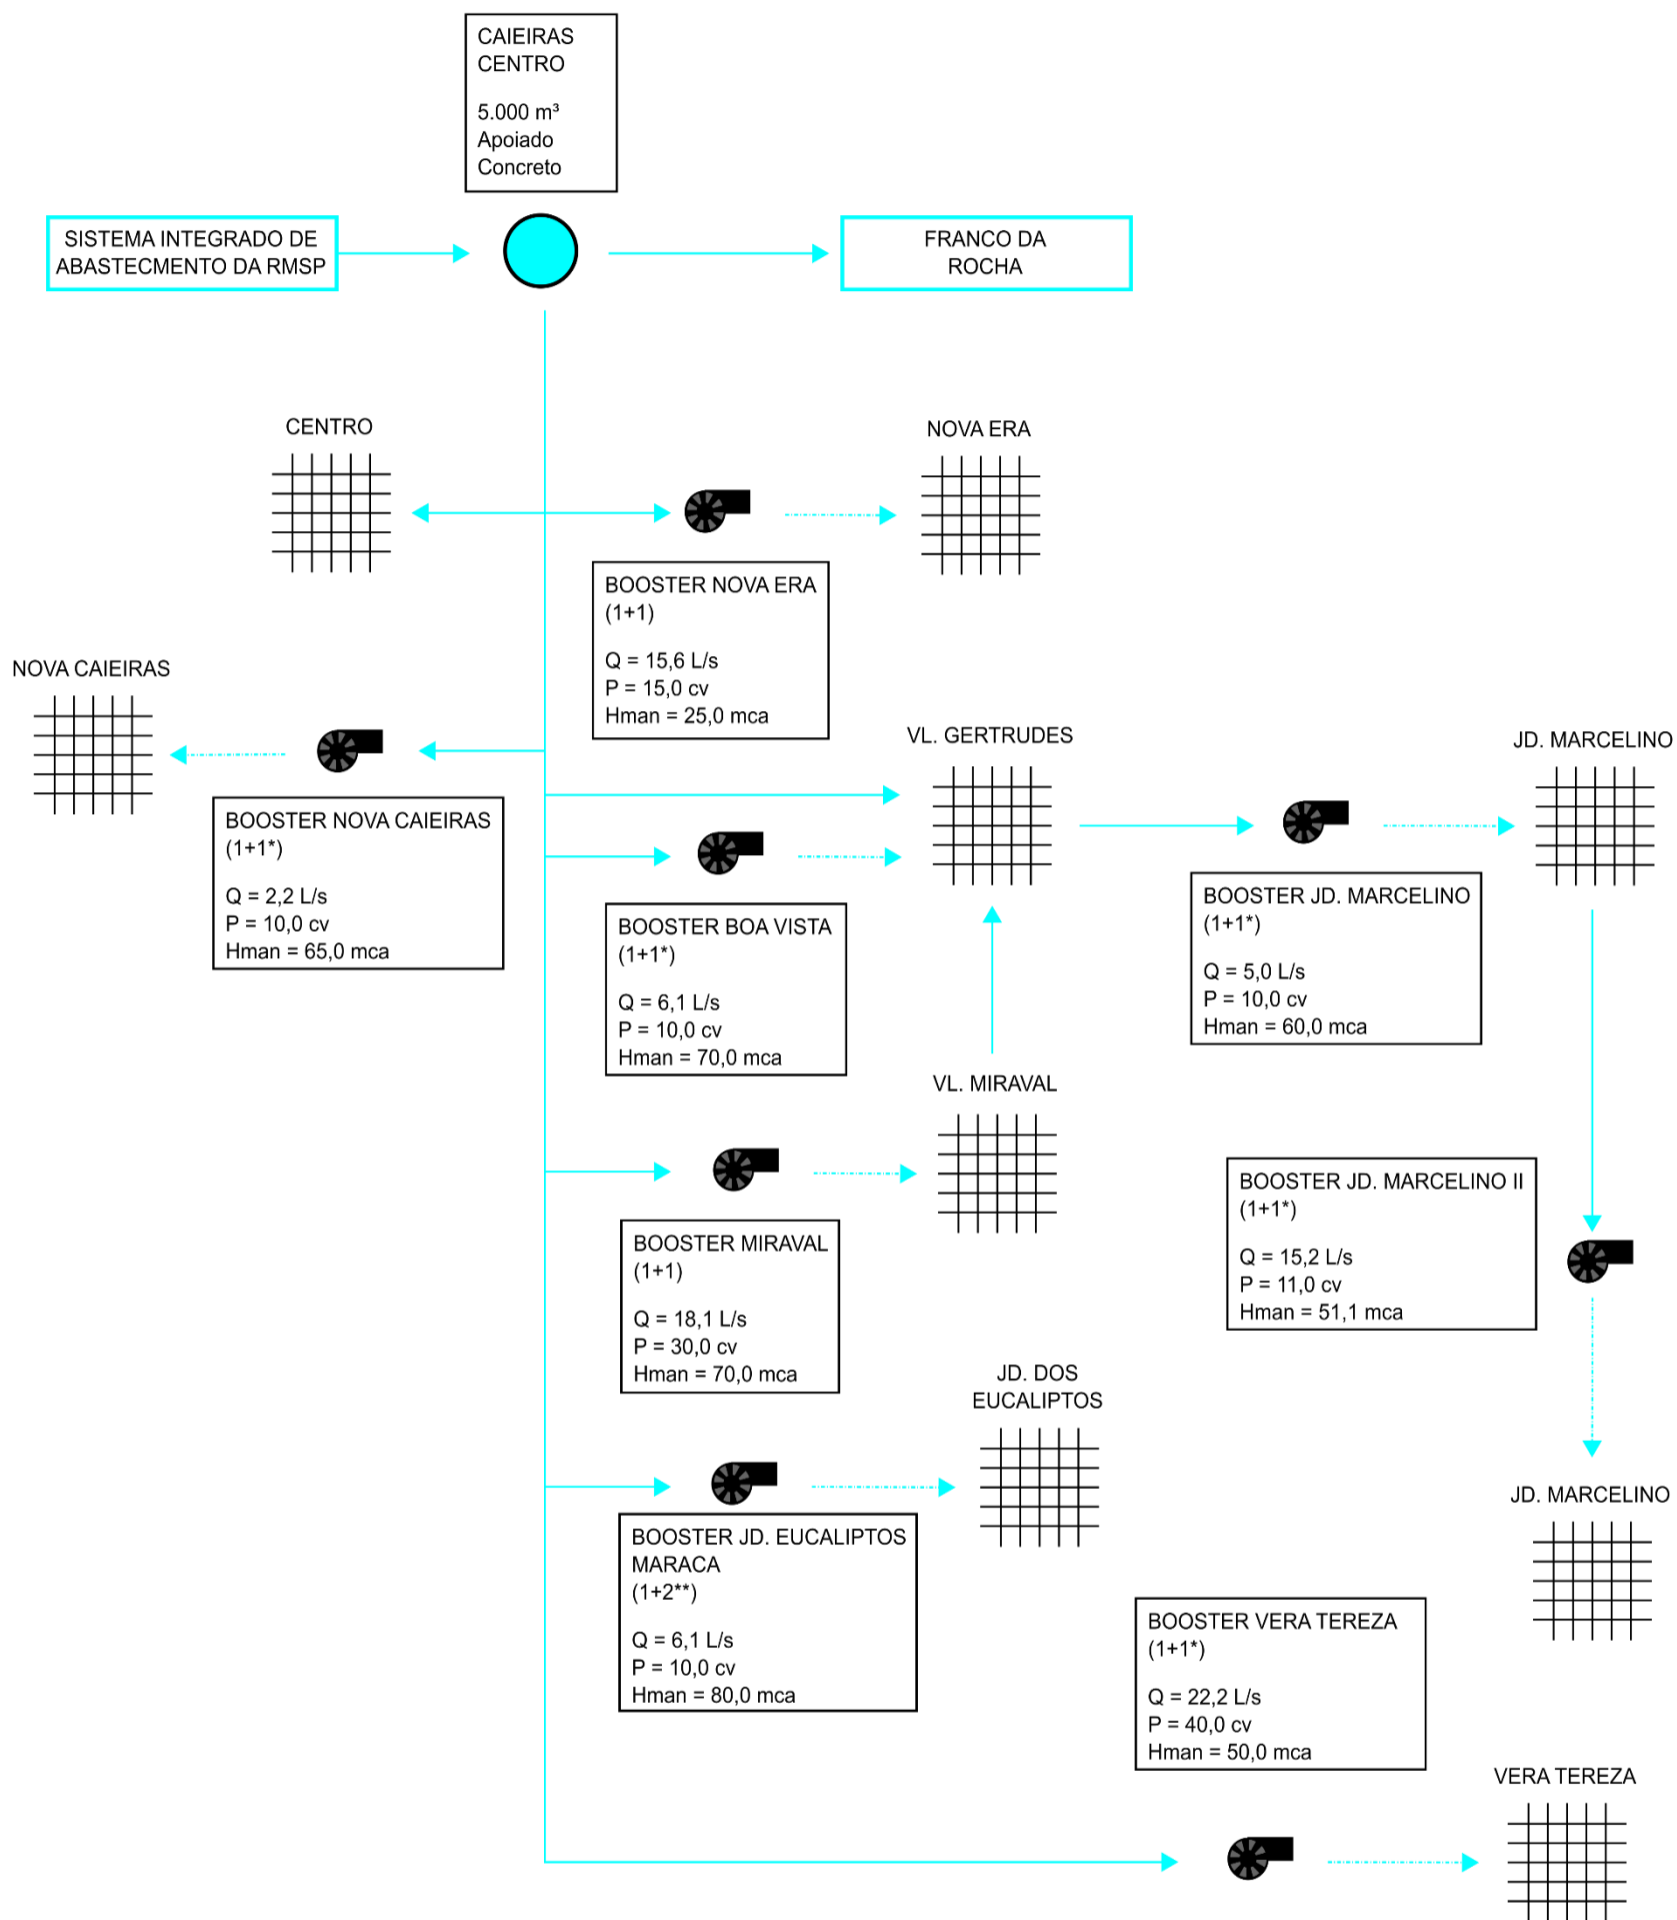 CAIEIRAS
CENTRO
5.000 m³
Apoiado
Concreto
SISTEMA INTEGRADO DE
ABASTECMENTO DA RMSP
FRANCO DA
ROCHA
CENTRO
NOVA ERA
BOOSTER NOVA ERA
(1+1)
Q = 15,6 L/s
P = 15,0 cv
Hman = 25,0 mca
NOVA CAIEIRAS
BOOSTER NOVA CAIEIRAS
(1+1*)
Q = 2,2 L/s
P = 10,0 cv
Hman = 65,0 mca
VL. GERTRUDES
JD. MARCELINO
BOOSTER BOA VISTA
(1+1*)
Q = 6,1 L/s
P = 10,0 cv
Hman = 70,0 mca
BOOSTER JD. MARCELINO
(1+1*)
Q = 5,0 L/s
P = 10,0 cv
Hman = 60,0 mca
VL. MIRAVAL
BOOSTER MIRAVAL
(1+1)
Q = 18,1 L/s
P = 30,0 cv
Hman = 70,0 mca
BOOSTER JD. MARCELINO II
(1+1*)
Q = 15,2 L/s
P = 11,0 cv
Hman = 51,1 mca
JD. DOS
EUCALIPTOS
JD. MARCELINO
BOOSTER JD. EUCALIPTOS
MARACA
(1+2**)
Q = 6,1 L/s
P = 10,0 cv
Hman = 80,0 mca
BOOSTER VERA TEREZA
(1+1*)
Q = 22,2 L/s
P = 40,0 cv
Hman = 50,0 mca
VERA TEREZA